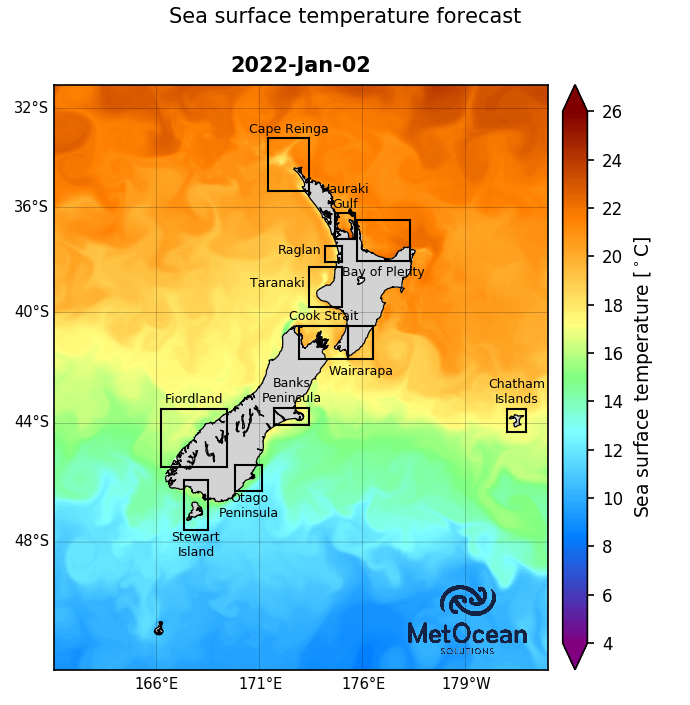 Sea surface temperature forecast
2022-Jan-02
32°S
36°S
40°S
44°S
48°S
166°E
171°E
176°E
179°W
Cape Reinga
Hauraki
Gulf
Raglan
Bay of Plenty
Taranaki
Cook Strait
Wairarapa
Banks
Peninsula
Fiordland
Chatham
Islands
Otago
Peninsula
Stewart
Island
MetOcean
SOLUTIONS
26
24
22
20
18
16
14
12
10
8
6
4
Sea surface temperature [°C]